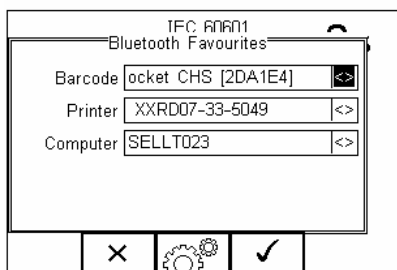 IEC 60601
Bluetooth Favourites
Barcode ocket CHS [2DA1E4] <>
Printer XXRD07-33-5049 <>
Computer SELLT023 <>